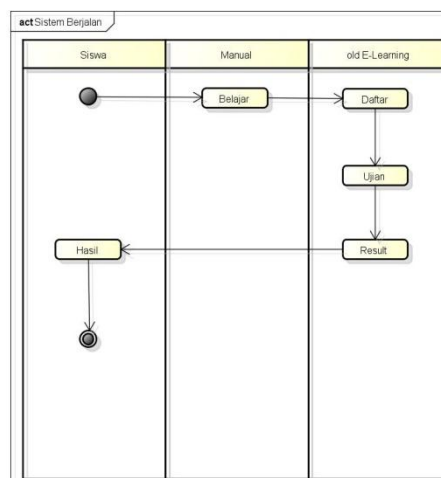 act Sistem Berjalan
Siswa Manual old E-Learning
Belajar Daftar
Ujian
Hasil Result